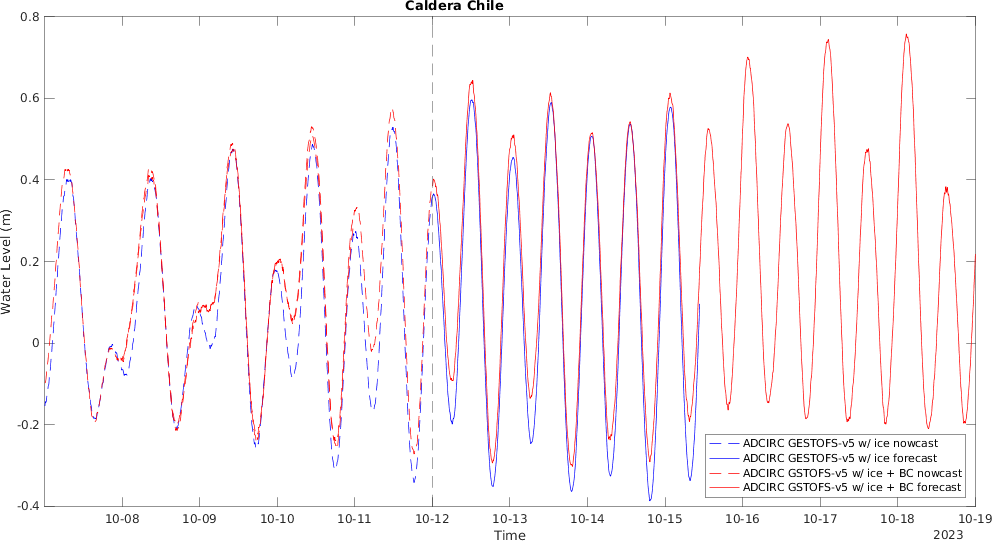 Caldera Chile
0.8
0.6
0.4
0.2
0
-0.2
-0.4
Water Level (m)
10-08
10-09
10-10
10-11
10-12
10-13
10-14
10-15
10-16
10-17
10-18
10-19
Time
2023
ADCIRC GESTOFS-v5 w/ ice nowcast
ADCIRC GESTOFS-v5 w/ ice forecast
ADCIRC GSTOFS-v5 w/ ice + BC nowcast
ADCIRC GSTOFS-v5 w/ ice + BC forecast